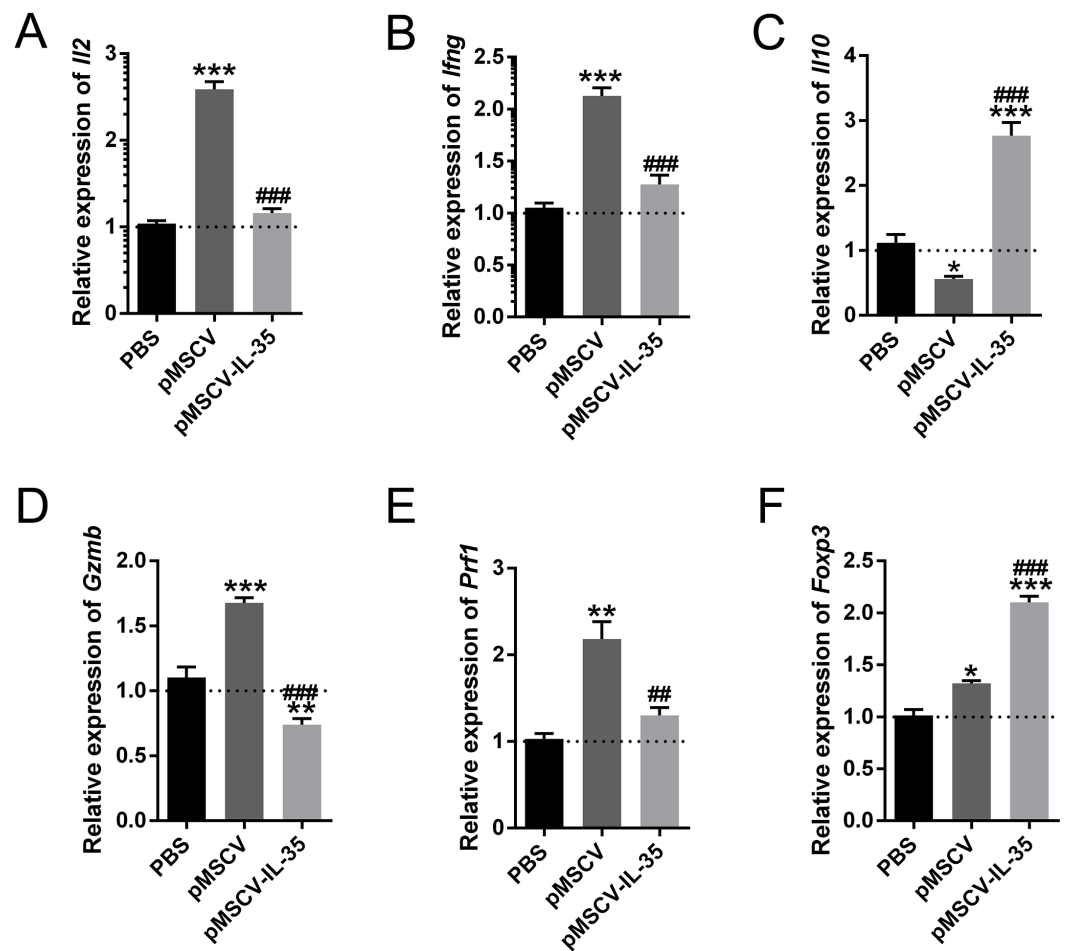 A
Relative expression of Il2
3
2
1
0
***
###
PBS
pMSCV
pMSCV-IL-35
B
Relative expression of Ifng
2.5
2.0
1.5
1.0
0.5
0.0
***
###
PBS
pMSCV
pMSCV-IL-35
C
Relative expression of Il10
4
3
2
1
0
*
###
***
PBS
pMSCV
pMSCV-IL-35
D
Relative expression of Gzmb
2.0
1.5
1.0
0.5
0.0
***
###
**
PBS
pMSCV
pMSCV-IL-35
E
Relative expression of Prf1
3
2
1
0
**
##
PBS
pMSCV
pMSCV-IL-35
F
Relative expression of Foxp3
2.5
2.0
1.5
1.0
0.5
0.0
*
###
***
PBS
pMSCV
pMSCV-IL-35